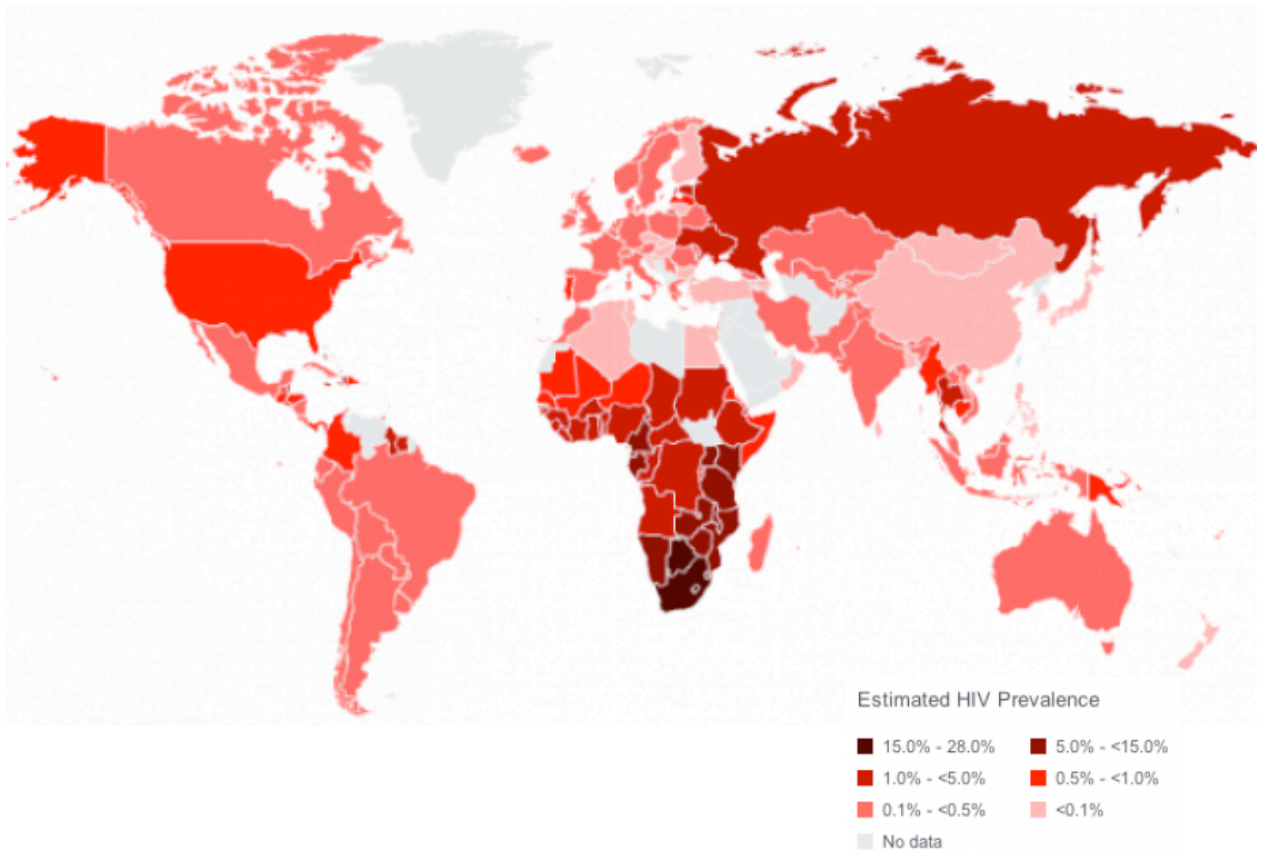 Estimated HIV Prevalence
15.0% - 28.0% 5.0% - <15.0%
1.0% - <5.0% 0.5% - <1.0%
0.1% - <0.5% <0.1%
No data